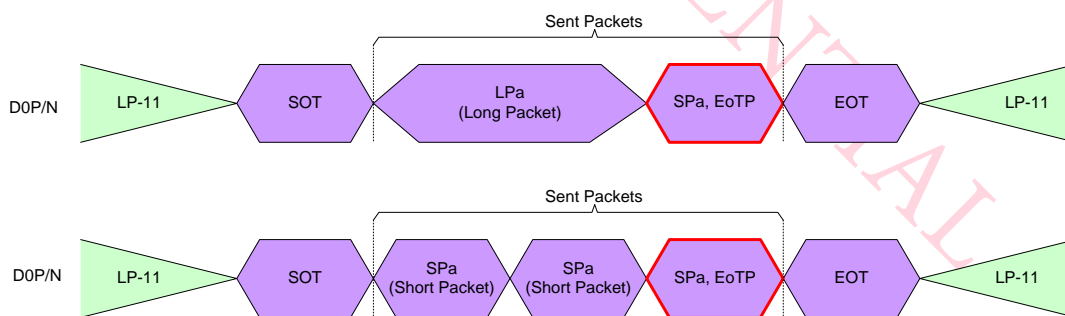 Sent Packets
D0P/N
LP-11
SOT
LPa
(Long Packet)
SPa, EoTP
EOT
LP-11
Sent Packets
D0P/N
LP-11
SOT
SPa
(Short Packet)
SPa
(Short Packet)
SPa, EoTP
EOT
LP-11
NTIAL